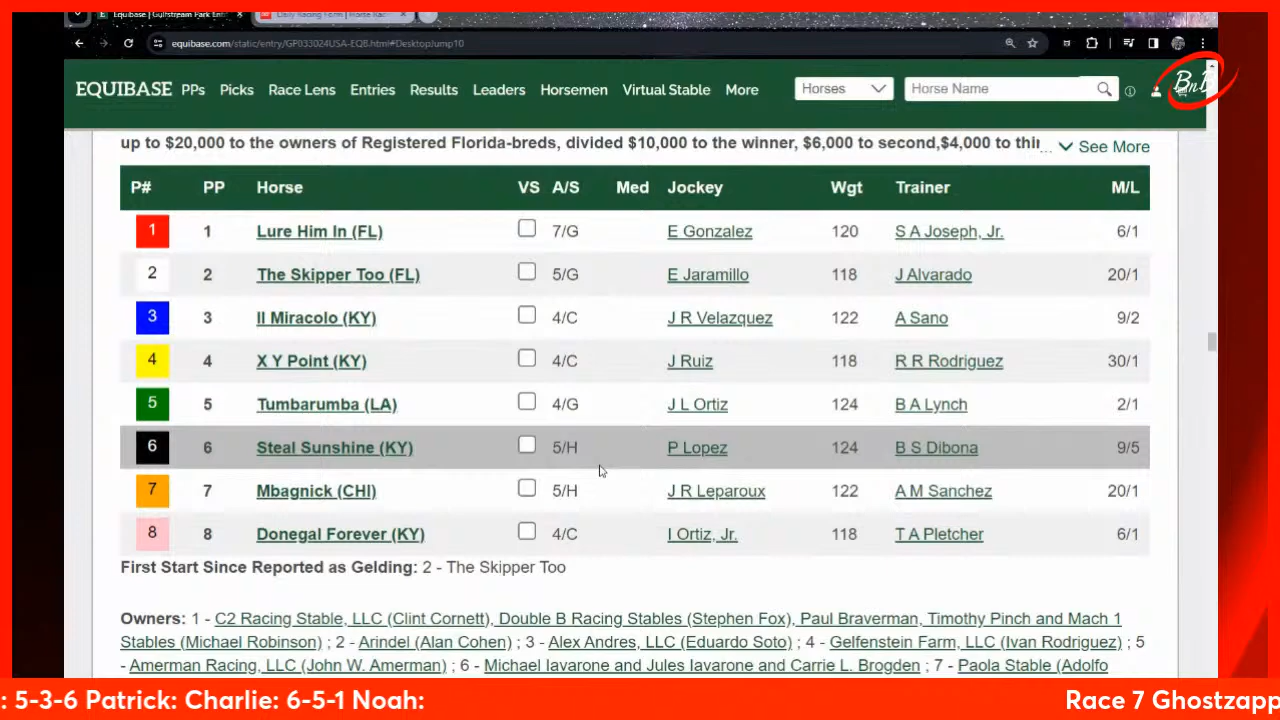 Equibase | Gulfstream Park Ent
Daily Racing Form | Horse Rac
equibase.com/static/entry/GP033024USA-EQB.html#DesktopJump10
EQUIBASE PPs Picks Race Lens Entries Results Leaders Horsemen Virtual Stable More Horses Horse Name
BnB
up to $20,000 to the owners of Registered Florida-breds, divided $10,000 to the winner, $6,000 to second,$4,000 to thir ... See More
P# PP Horse VS A/S Med Jockey Wgt Trainer M/L
1 1 Lure Him In (FL) 7/G E Gonzalez 120 S A Joseph, Jr. 6/1
2 2 The Skipper Too (FL) 5/G E Jaramillo 118 J Alvarado 20/1
3 3 Il Miracolo (KY) 4/C J R Velazquez 122 A Sano 9/2
4 4 X Y Point (KY) 4/C J Ruiz 118 R R Rodriguez 30/1
5 5 Tumbarumba (LA) 4/G J L Ortiz 124 B A Lynch 2/1
6 6 Steal Sunshine (KY) 5/H P Lopez 124 B S Dibona 9/5
7 7 Mbagnick (CHI) 5/H J R Leparoux 122 A M Sanchez 20/1
8 8 Donegal Forever (KY) 4/C I Ortiz, Jr. 118 T A Pletcher 6/1
First Start Since Reported as Gelding: 2 - The Skipper Too
Owners: 1 - C2 Racing Stable, LLC (Clint Cornett), Double B Racing Stables (Stephen Fox), Paul Braverman, Timothy Pinch and Mach 1
Stables (Michael Robinson) ; 2 - Arindel (Alan Cohen) ; 3 - Alex Andres, LLC (Eduardo Soto) ; 4 - Gelfenstein Farm, LLC (Ivan Rodriguez) ; 5
- Amerman Racing, LLC (John W. Amerman) ; 6 - Michael Iavarone and Jules Iavarone and Carrie L. Brogden ; 7 - Paola Stable (Adolfo
: 5-3-6 Patrick: Charlie: 6-5-1 Noah: Race 7 Ghostzapp